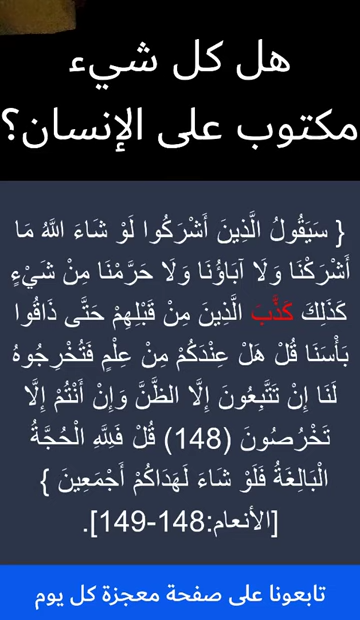 هل كل شيء
مكتوب على الإنسان؟
{ سَيَقُولُ الَّذِينَ أَشْرَكُوا لَوْ شَاءَ اللَّهُ مَا
أَشْرَكْنَا وَلَا آبَاؤُنَا وَلَا حَرَّمْنَا مِنْ شَيْءٍ
كَذَلِكَ كَذَّبَ الَّذِينَ مِنْ قَبْلِهِمْ حَتَّى ذَاقُوا
بَأْسَنَا قُلْ هَلْ عِنْدَكُمْ مِنْ عِلْمٍ فَتُخْرِجُوهُ
لَنَا إِنْ تَتَّبِعُونَ إِلَّا الظَّنَّ وَإِنْ أَنْتُمْ إِلَّا
تَخْرُصُونَ (148) قُلْ فَلِلَّهِ الْحُجَّةُ
الْبَالِغَةُ فَلَوْ شَاءَ لَهَدَاكُمْ أَجْمَعِينَ }
[الأنعام:148-149].
تابعونا على صفحة معجزة كل يوم